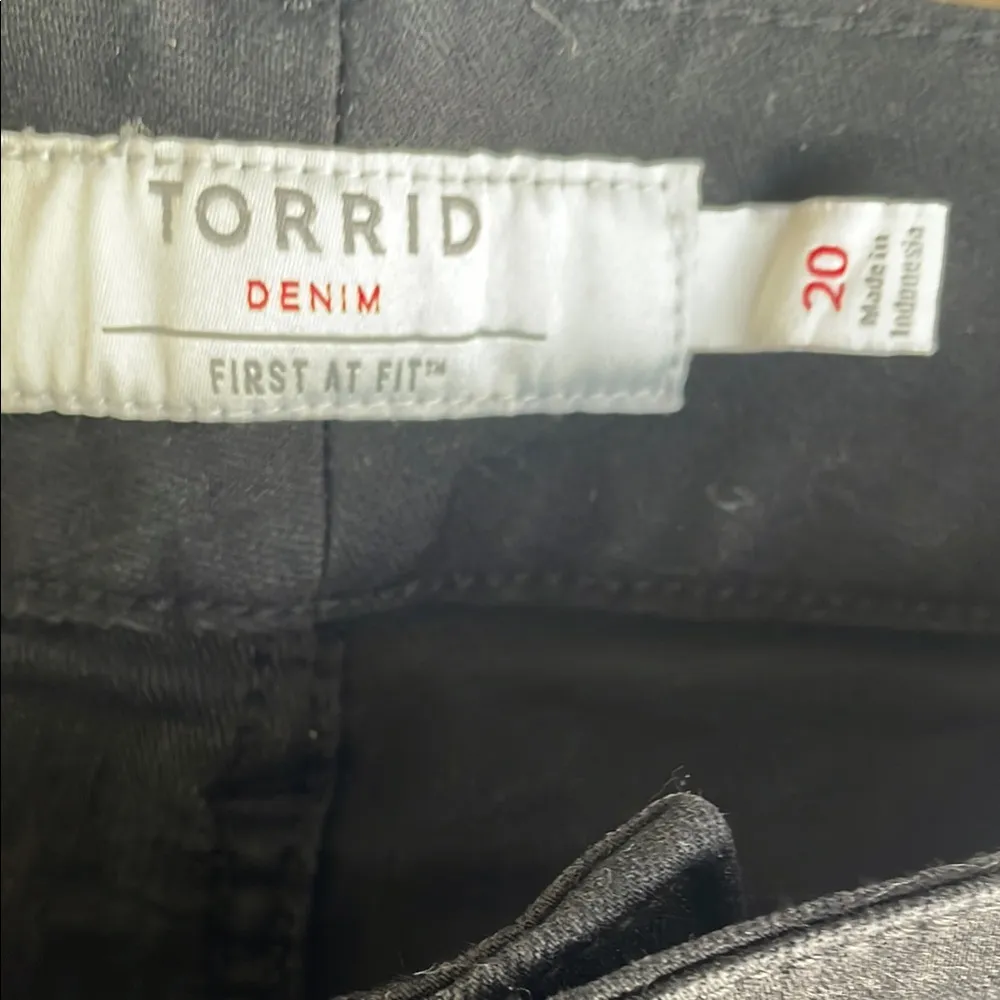 TORRID
DENIM
FIRST AT FIT™
20
Made in
Indonesia